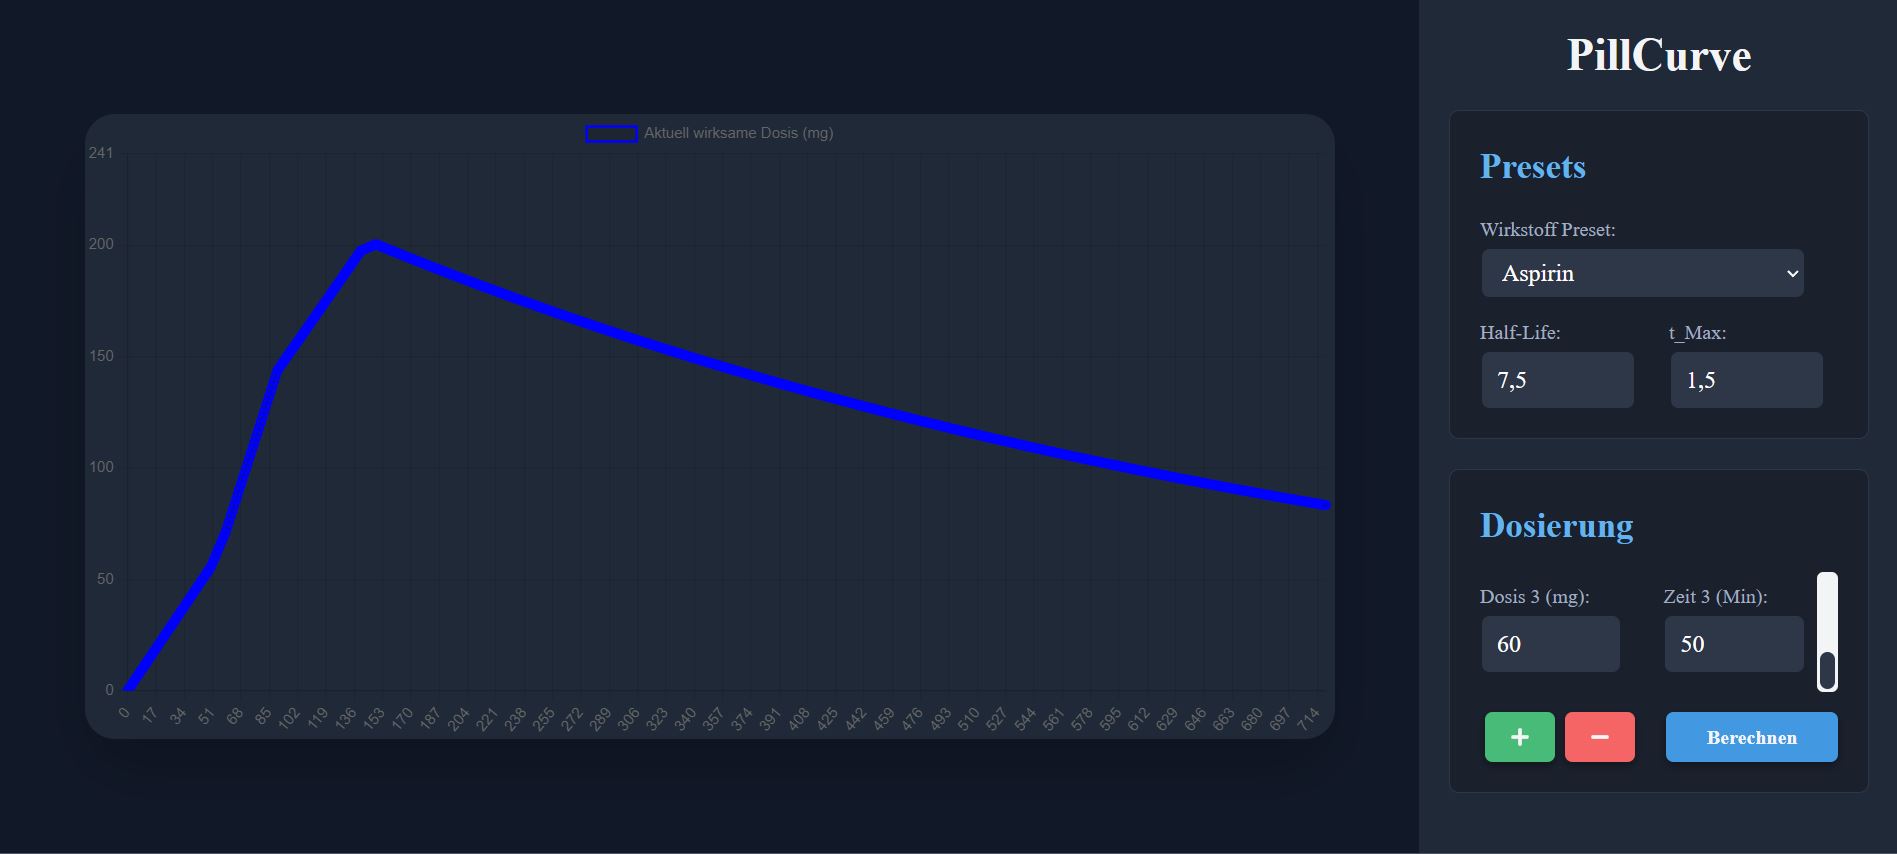 Aktuell wirksame Dosis (mg)
241
200
150
100
50
0
0 17 34 51 68 85 102 119 136 153 170 187 204 221 238 255 272 289 306 323 340 357 374 391 408 425 442 459 476 493 510 527 544 561 578 595 612 629 646 663 680 697 714
PillCurve
Presets
Wirkstoff Preset:
Aspirin
Half-Life: t_Max:
7,5 1,5
Dosierung
Dosis 3 (mg): Zeit 3 (Min):
60 50
+ − Berechnen